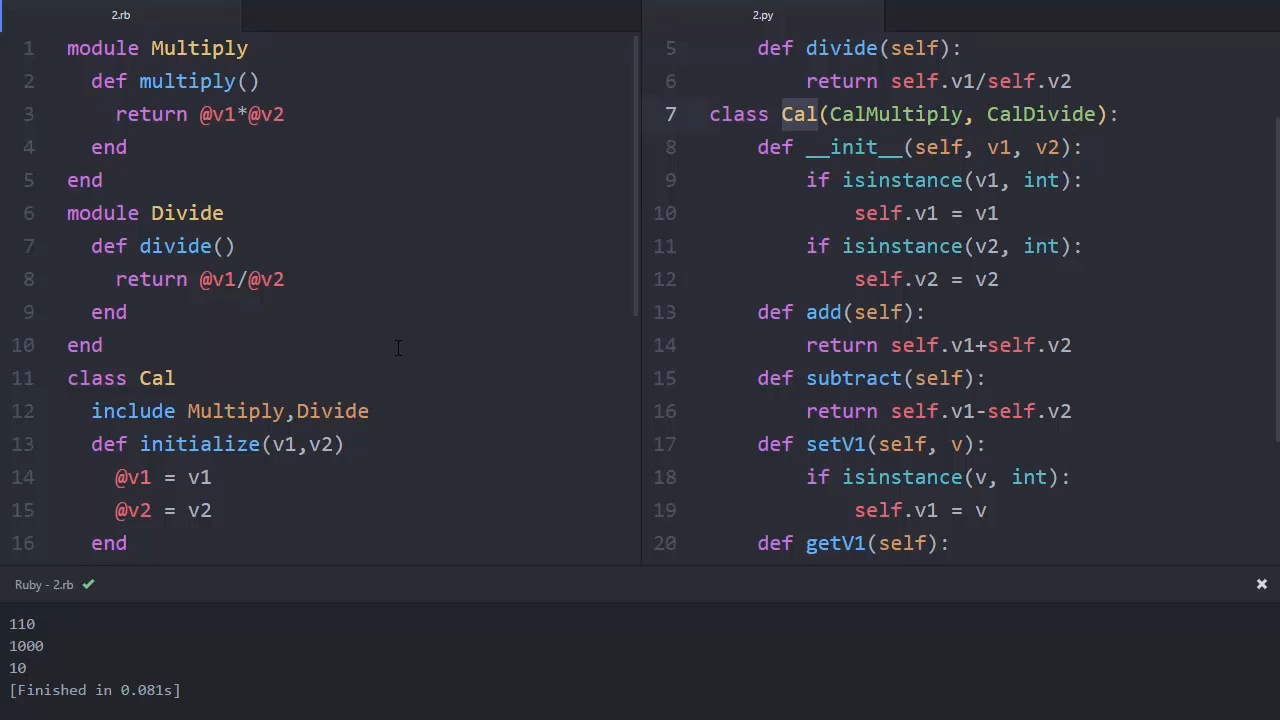 2.rb
1 module Multiply
2 def multiply()
3 return @v1*@v2
4 end
5 end
6 module Divide
7 def divide()
8 return @v1/@v2
9 end
10 end
11 class Cal
12 include Multiply,Divide
13 def initialize(v1,v2)
14 @v1 = v1
15 @v2 = v2
16 end
2.py
5 def divide(self):
6 return self.v1/self.v2
7 class Cal(CalMultiply, CalDivide):
8 def __init__(self, v1, v2):
9 if isinstance(v1, int):
10 self.v1 = v1
11 if isinstance(v2, int):
12 self.v2 = v2
13 def add(self):
14 return self.v1+self.v2
15 def subtract(self):
16 return self.v1-self.v2
17 def setV1(self, v):
18 if isinstance(v, int):
19 self.v1 = v
20 def getV1(self):
Ruby - 2.rb
110
1000
10
[Finished in 0.081s]